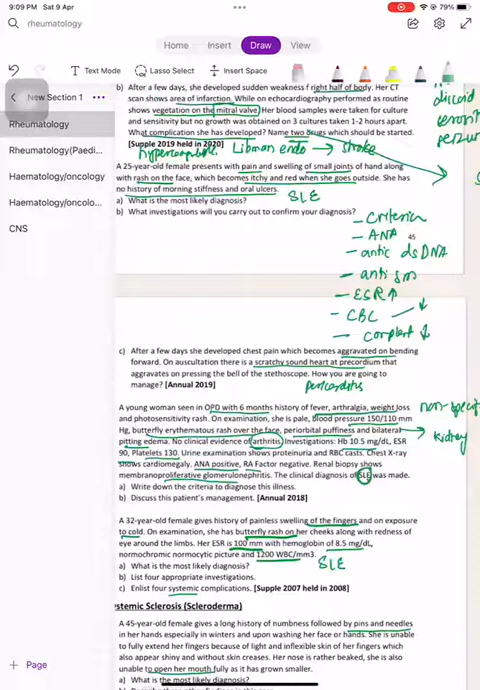 9:09 PM Sat 9 Apr
79%
rheumatology
Home Insert Draw View
Text Mode Lasso Select Insert Space
New Section 1
Rheumatology
Rheumatology(Paedi...
Haematology/oncology
Haematology/oncolo...
CNS
Page
b) After a few days, she developed sudden weakness f right half of body. Her CT
scan shows area of infarction. While on echocardiography performed as routine
shows vegetation on the mitral valve. Her blood samples were taken for culture
and sensitivity but no growth was obtained on 3 cultures taken 1-2 hours apart.
What complication she has developed? Name two drugs which should be started.
[Supple 2019 held in 2020]
Libman endo → stroke
discoid
A 25-year-old female presents with pain and swelling of small joints of hand along
with rash on the face, which becomes itchy and red when she goes outside. She has
no history of morning stiffness and oral ulcers.
a) What is the most likely diagnosis?
SLE
b) What investigations will you carry out to confirm your diagnosis?
- Criteria
- ANA
45
- antic dsDNA
- anti sm
- ESR↑
- CBC ↓
- complent ↓
c) After a few days she developed chest pain which becomes aggravated on bending
forward. On auscultation there is a scratchy sound heart at precordium that
aggravates on pressing the bell of the stethoscope. How you are going to
manage? [Annual 2019]
pericarditis
A young woman seen in OPD with 6 months history of fever, arthralgia, weight loss
and photosensitivity rash. On examination, she is pale, blood pressure 150/110 mm
Hg, butterfly erythematous rash over the face, periorbital puffiness and bilateral
pitting edema. No clinical evidence of arthritis. Investigations: Hb 10.5 mg/dL, ESR
90, Platelets 130. Urine examination shows proteinuria and RBC casts. Chest X-ray
shows cardiomegaly. ANA positive, RA Factor negative. Renal biopsy shows
membranoproliferative glomerulonephritis. The clinical diagnosis of SLE was made.
a) Write down the criteria to diagnose this illness.
b) Discuss this patient's management. [Annual 2018]
kidney
A 32-year-old female gives history of painless swelling of the fingers and on exposure
to cold. On examination, she has butterfly rash on her cheeks along with redness of
eye around the limbs. Her ESR is 100 mm with hemoglobin of 8.5 mg/dL,
normochromic normocytic picture and 1200 WBC/mm3.
a) What is the most likely diagnosis?
SLE
b) List four appropriate investigations.
c) Enlist four systemic complications. [Supple 2007 held in 2008]
ystemic Sclerosis (Scleroderma)
A 45-year-old female gives a long history of numbness followed by pins and needles
in her hands especially in winters and upon washing her face or hands. She is unable
to fully extend her fingers because of light and inflexible skin of her fingers which
also appear shiny and without skin creases. Her nose is rather beaked, she is also
unable to open her mouth fully as it has grown smaller.
a) What is the most likely diagnosis?